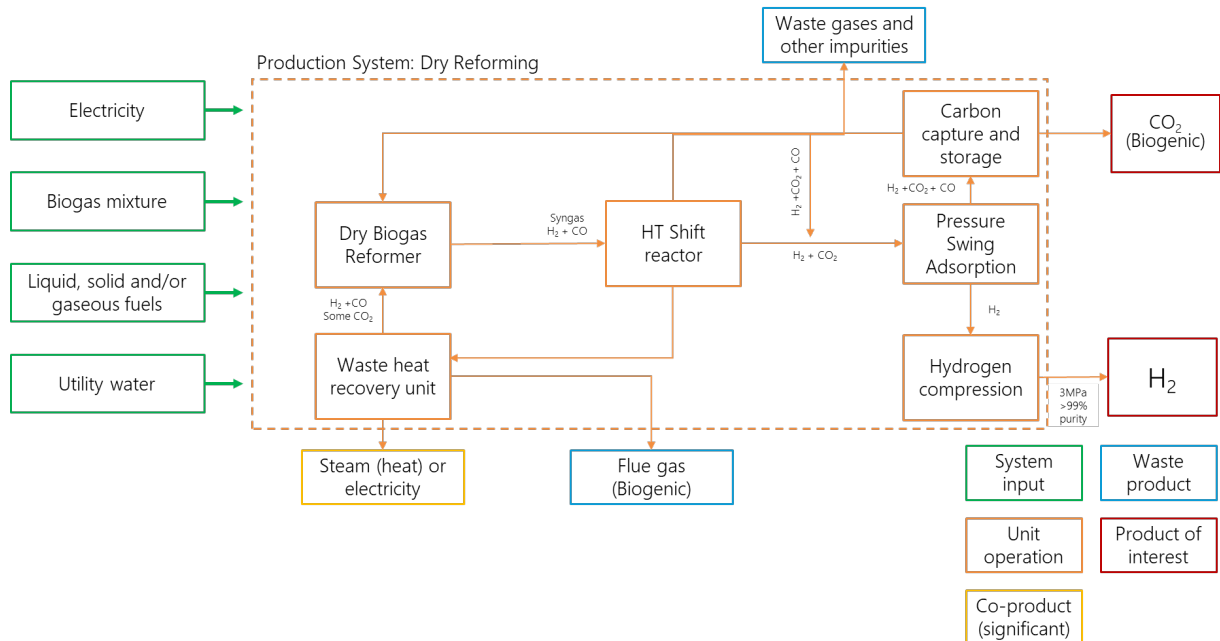 Waste gases and
other impurities
Production System: Dry Reforming
Electricity
Biogas mixture
Liquid, solid and/or
gaseous fuels
Utility water
Carbon
capture and
storage
CO₂
(Biogenic)
H₂ +CO₂ + CO
H₂ +CO₂ + CO
Dry Biogas
Reformer
Syngas
H₂ + CO
HT Shift
reactor
H₂ + CO₂
Pressure
Swing
Adsorption
H₂ +CO
Some CO₂
H₂
Waste heat
recovery unit
Hydrogen
compression
3MPa
>99%
purity
H₂
Steam (heat) or
electricity
Flue gas
(Biogenic)
System
input
Waste
product
Unit
operation
Product of
interest
Co-product
(significant)